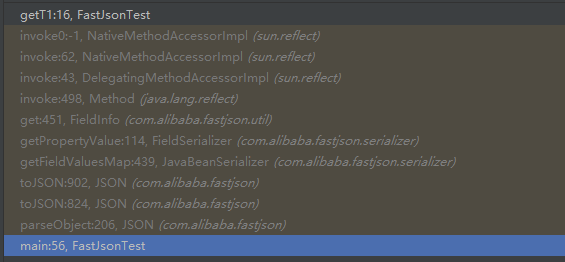 getT1:16, FastJsonTest
invoke0:-1, NativeMethodAccessorImpl (sun.reflect)
invoke:62, NativeMethodAccessorImpl (sun.reflect)
invoke:43, DelegatingMethodAccessorImpl (sun.reflect)
invoke:498, Method (java.lang.reflect)
get:451, FieldInfo (com.alibaba.fastjson.util)
getPropertyValue:114, FieldSerializer (com.alibaba.fastjson.serializer)
getFieldValuesMap:439, JavaBeanSerializer (com.alibaba.fastjson.serializer)
toJSON:902, JSON (com.alibaba.fastjson)
toJSON:824, JSON (com.alibaba.fastjson)
parseObject:206, JSON (com.alibaba.fastjson)
main:56, FastJsonTest